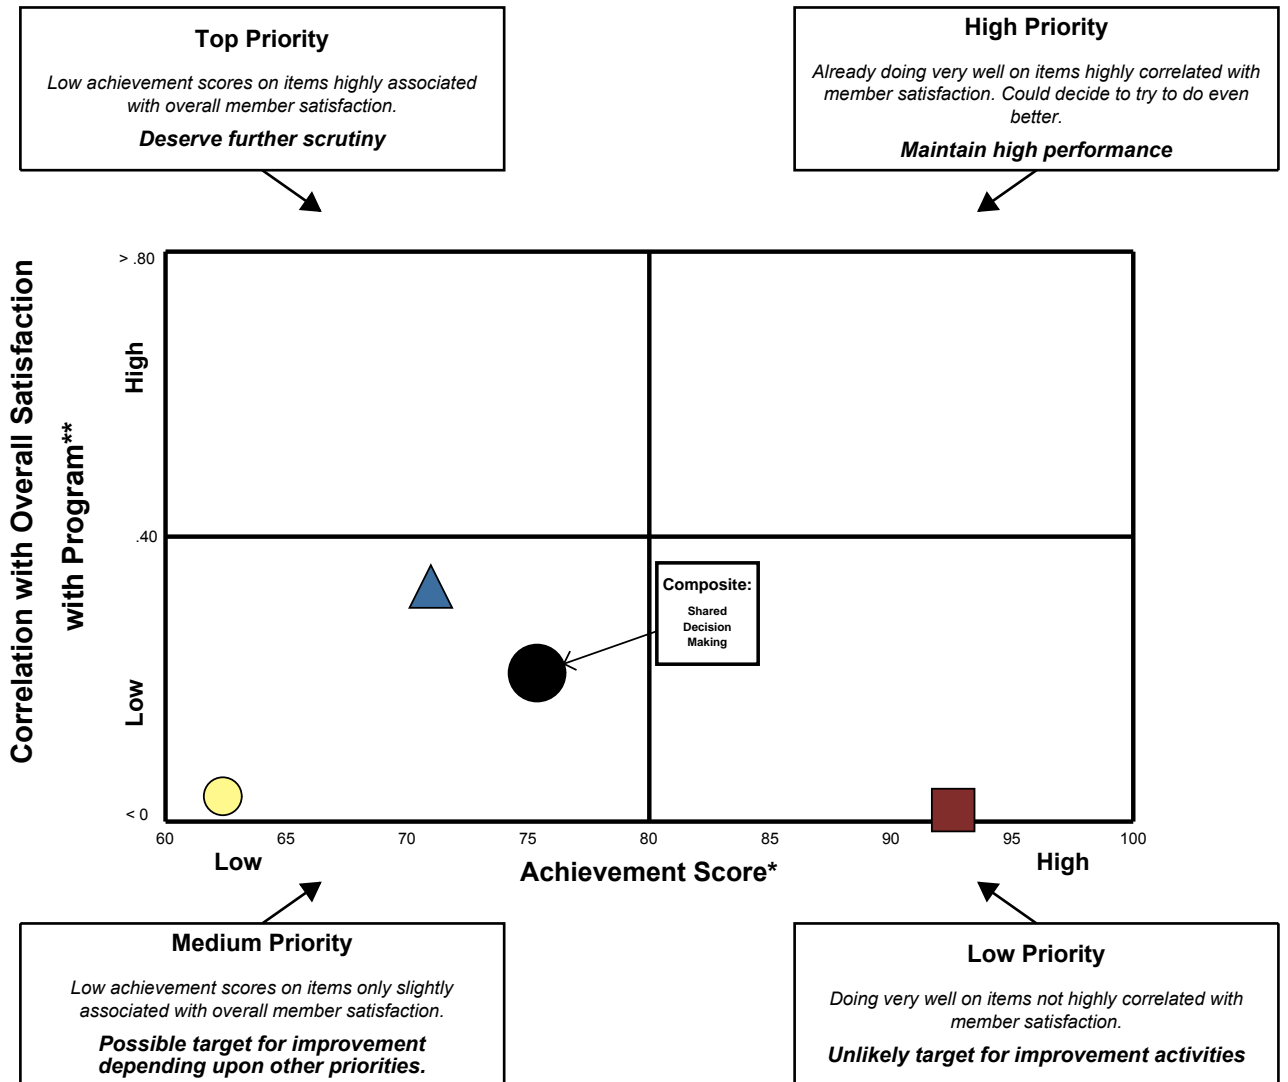 Top Priority
Low achievement scores on items highly associated
with overall member satisfaction.
Deserve further scrutiny
High Priority
Already doing very well on items highly correlated with
member satisfaction. Could decide to try to do even
better.
Maintain high performance
Correlation with Overall Satisfaction
with Program**
> .80
High
.40
Low
< 0
Composite:
Shared
Decision
Making
60 65 70 75 80 85 90 95 100
Low Achievement Score* High
Medium Priority
Low achievement scores on items only slightly
associated with overall member satisfaction.
Possible target for improvement
depending upon other priorities.
Low Priority
Doing very well on items not highly correlated with
member satisfaction.
Unlikely target for improvement activities